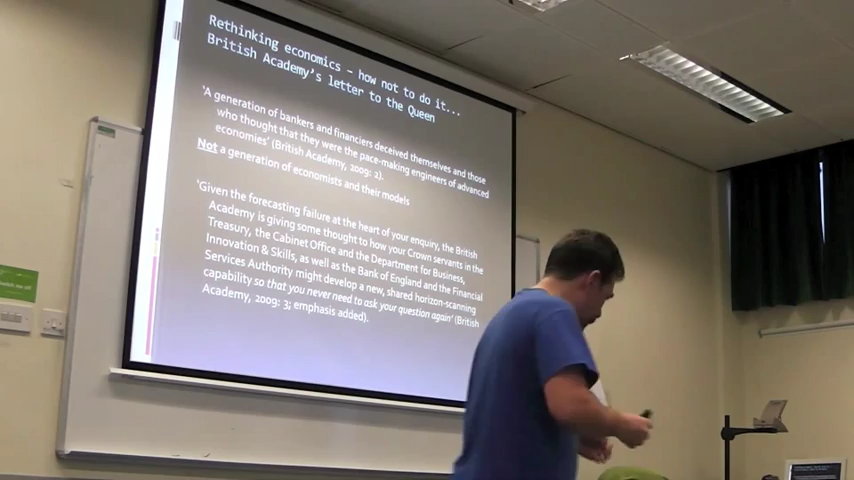 Rethinking economics – how not to do it...
British Academy's letter to the Queen
'A generation of bankers and financiers deceived themselves and those
who thought that they were the pace-making engineers of advanced
economies' (British Academy, 2009: 2).
Not a generation of economists and their models
'Given the forecasting failure at the heart of your enquiry, the British
Academy is giving some thought to how your Crown servants in the
Treasury, the Cabinet Office and the Department for Business,
Innovation & Skills, as well as the Bank of England and the Financial
Services Authority might develop a new, shared horizon-scanning
capability so that you never need to ask your question again' (British
Academy, 2009: 3; emphasis added).